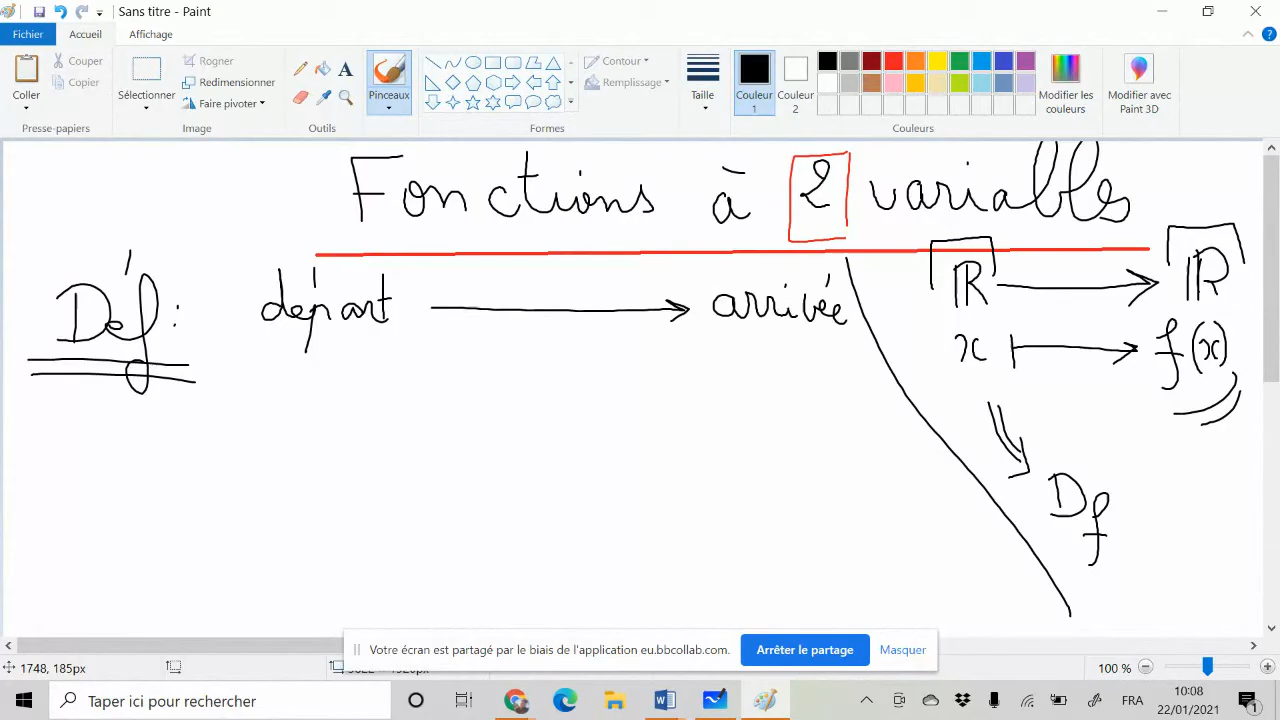 Sans titre - Paint
Fichier Accueil Affichage
Coller
Couper
Copier
Presse-papiers
Sélectionner
Rogner
Redimensionner
Faire pivoter
Image
A
Outils
Pinceaux
Contour
Remplissage
Formes
Taille
Couleur 1
Couleur 2
Couleurs
Modifier les couleurs
Modifier avec Paint 3D
Fonctions à 2 variables
Déf : départ ⟶ arrivée
ℝ ⟶ ℝ
x ⟼ f(x)
⇓
Df
Votre écran est partagé par le biais de l'application eu.bbcollab.com. Arrêter le partage Masquer
1748, 185px
100 %
Taper ici pour rechercher
FRA
10:08
22/01/2021
1